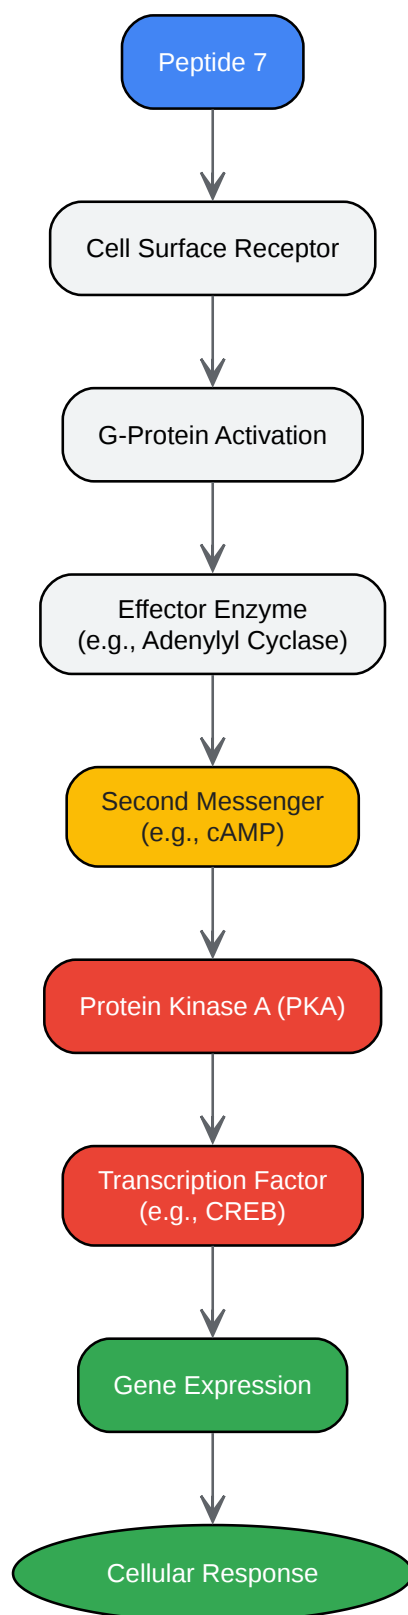 Peptide 7
Cell Surface Receptor
G-Protein Activation
Effector Enzyme
(e.g., Adenylyl Cyclase)
Second Messenger
(e.g., cAMP)
Protein Kinase A (PKA)
Transcription Factor
(e.g., CREB)
Gene Expression
Cellular Response